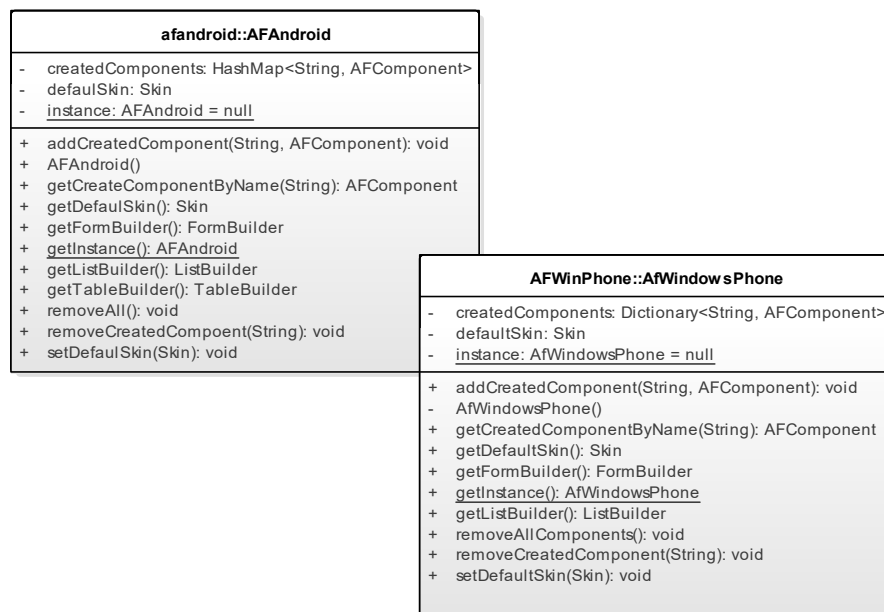 afandroid::AFAndroid
- createdComponents: HashMap<String, AFComponent>
- defaulSkin: Skin
- instance: AFAndroid = null
+ addCreatedComponent(String, AFComponent): void
+ AFAndroid()
+ getCreateComponentByName(String): AFComponent
+ getDefaulSkin(): Skin
+ getFormBuilder(): FormBuilder
+ getInstance(): AFAndroid
+ getListBuilder(): ListBuilder
+ getTableBuilder(): TableBuilder
+ removeAll(): void
+ removeCreatedCompoent(String): void
+ setDefaulSkin(Skin): void
AFWinPhone::AfWindowsPhone
- createdComponents: Dictionary<String, AFComponent>
- defaultSkin: Skin
- instance: AfWindowsPhone = null
+ addCreatedComponent(String, AFComponent): void
- AfWindowsPhone()
+ getCreatedComponentByName(String): AFComponent
+ getDefaultSkin(): Skin
+ getFormBuilder(): FormBuilder
+ getInstance(): AfWindowsPhone
+ getListBuilder(): ListBuilder
+ removeAllComponents(): void
+ removeCreatedComponent(String): void
+ setDefaultSkin(Skin): void